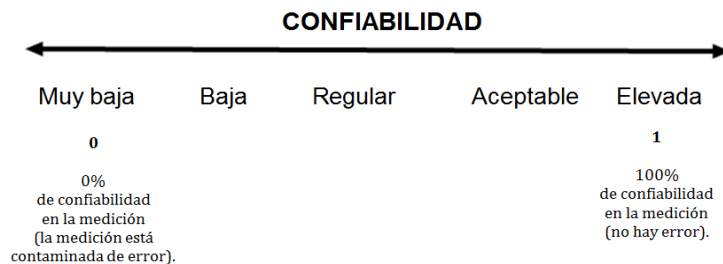 CONFIABILIDAD
Muy baja Baja Regular Aceptable Elevada
0 1
0%
de confiabilidad
en la medición
(la medición está
contaminada de error).
100%
de confiabilidad
en la medición
(no hay error).